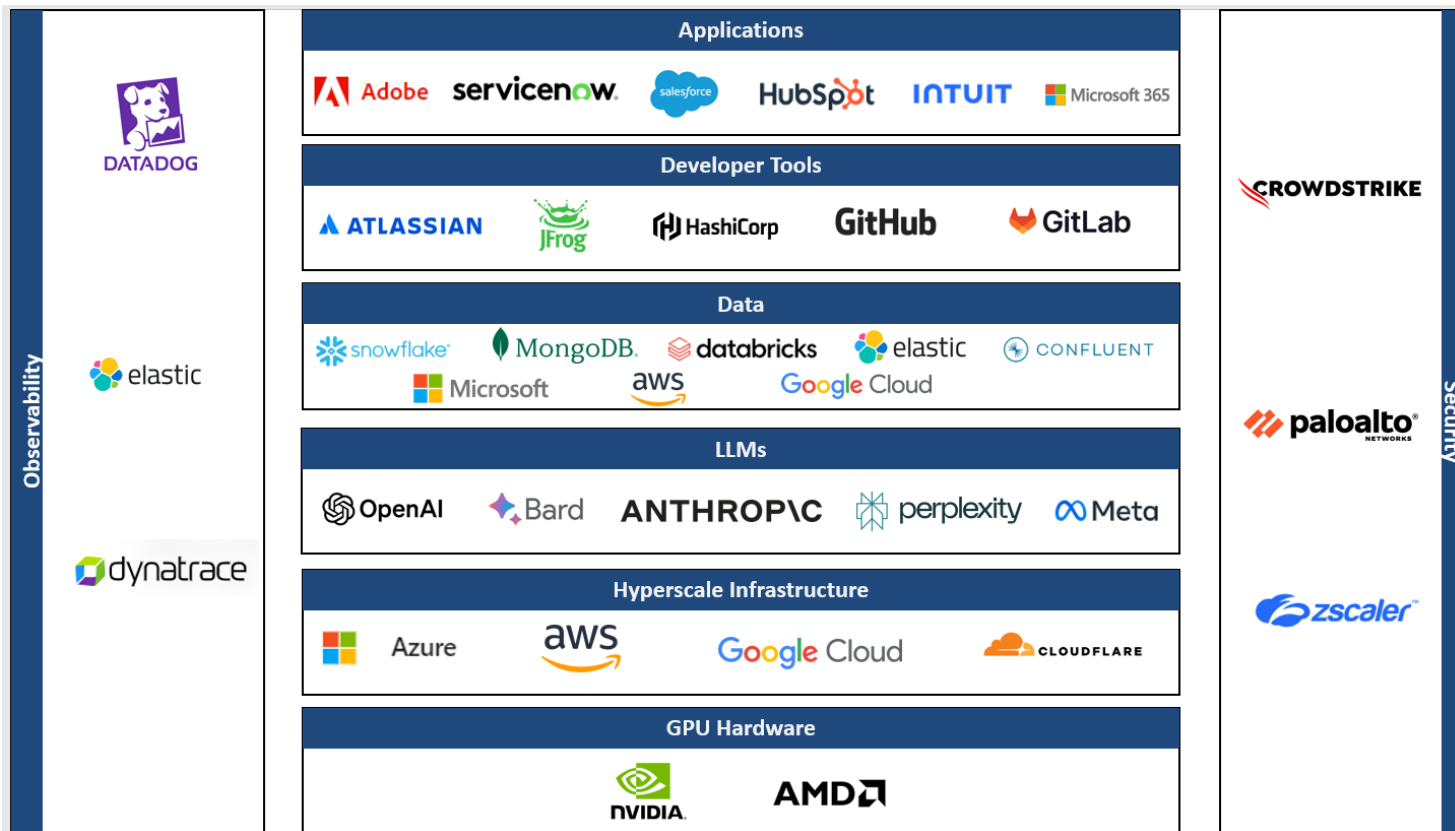 Observability
DATADOG
elastic
dynatrace
Applications
Adobe servicenow. salesforce HubSpot INTUIT Microsoft 365
Developer Tools
ATLASSIAN JFrog HashiCorp GitHub GitLab
Data
snowflake MongoDB. databricks elastic CONFLUENT
Microsoft aws Google Cloud
LLMs
OpenAI Bard ANTHROP\C perplexity Meta
Hyperscale Infrastructure
Azure aws Google Cloud CLOUDFLARE
GPU Hardware
NVIDIA. AMD
CROWDSTRIKE
paloalto®
NETWORKS
zscaler™
Security